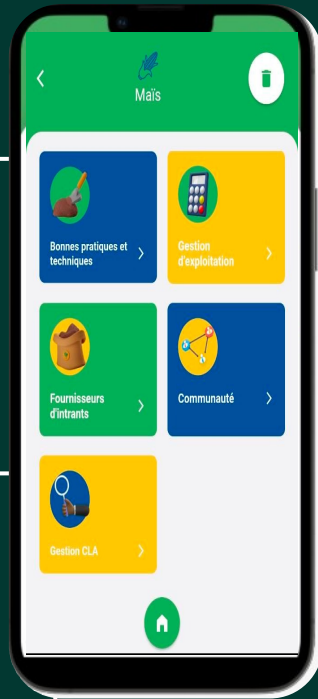 Maïs
Bonnes pratiques et
techniques
Gestion
d'exploitation
Fournisseurs
d'intrants
Communauté
Gestion CLA